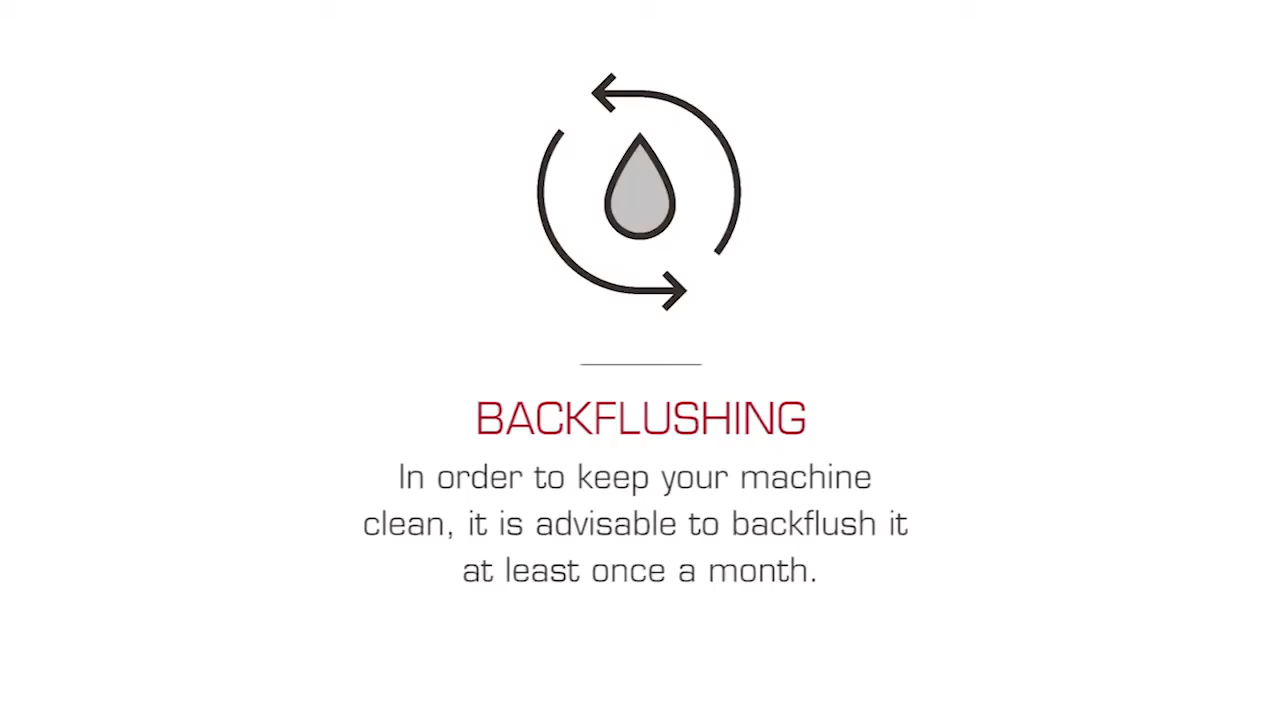 BACKFLUSHING
In order to keep your machine
clean, it is advisable to backflush it
at least once a month.